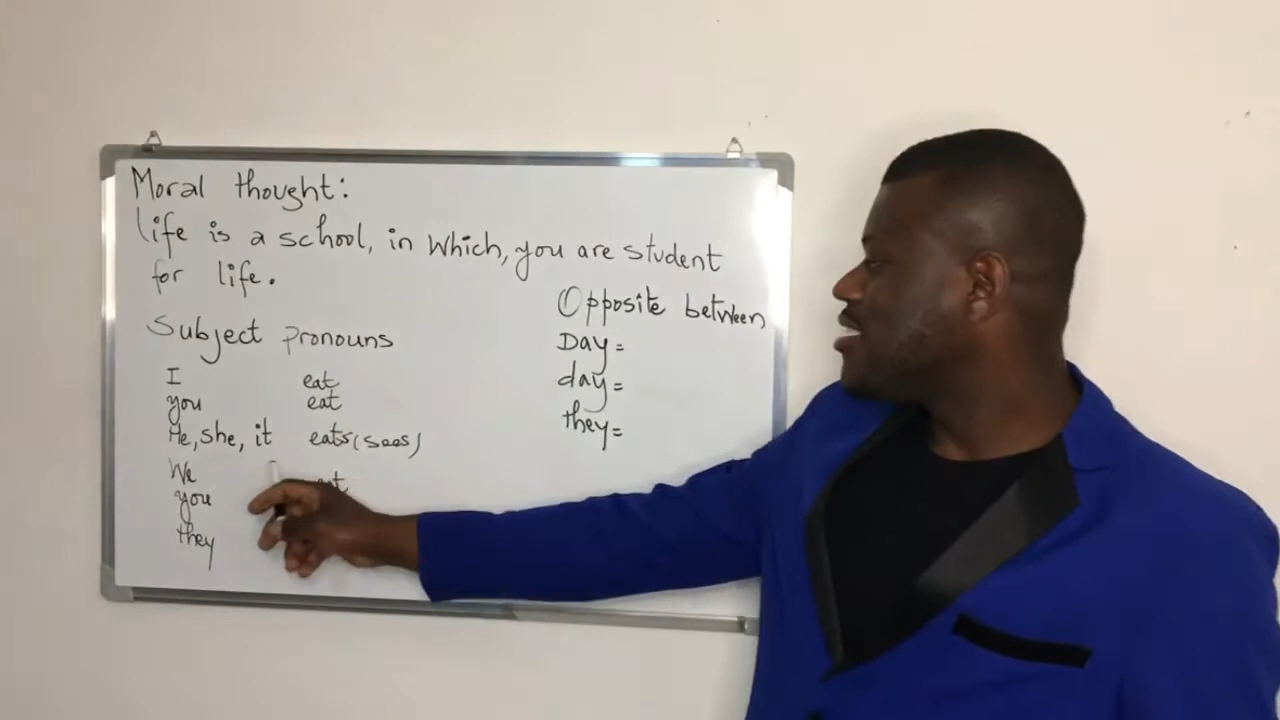 Moral thought:
Life is a school, in which, you are student
for life.
Subject pronouns
I eat
you eat
He, she, it eats (sees)
We
you
they
Opposite between
Day =
day =
they =